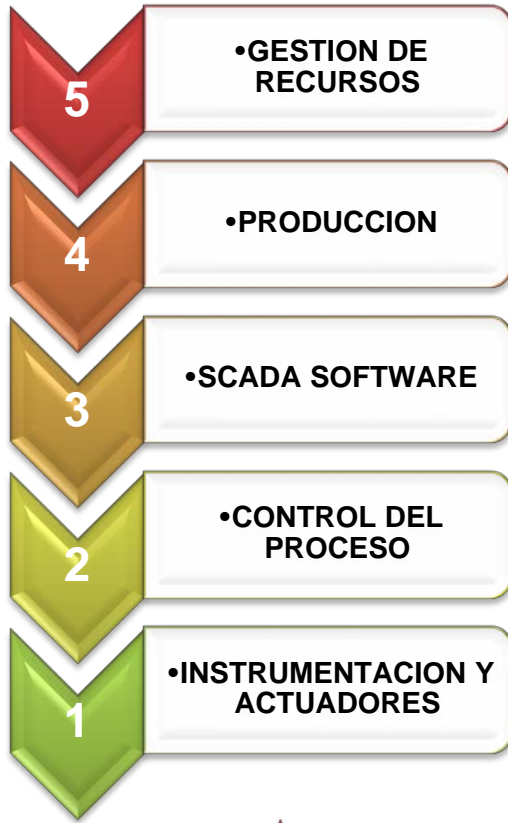 5
•GESTION DE
RECURSOS
4
•PRODUCCION
3
•SCADA SOFTWARE
2
•CONTROL DEL
PROCESO
1
•INSTRUMENTACION Y
ACTUADORES